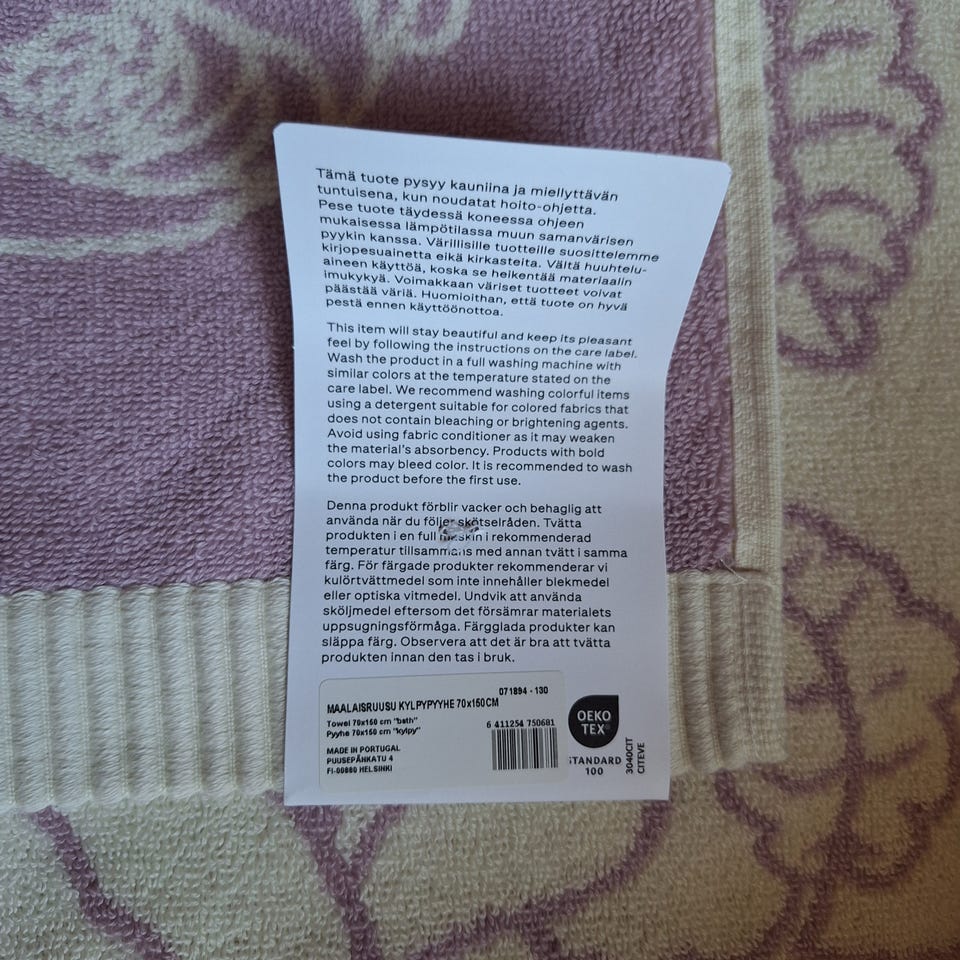 Tämä tuote pysyy kauniina ja miellyttävän
tuntuisena, kun noudatat hoito-ohjetta.
Pese tuote täydessä koneessa ohjeen
mukaisessa lämpötilassa muun samanvärisen
pyykin kanssa. Värillisille tuotteille suosittelemme
kirjopesuainetta eikä kirkasteita. Vältä huuhtelu-
aineen käyttöä, koska se heikentää materiaalin
imukykyä. Voimakkaan väriset tuotteet voivat
päästää väriä. Huomioithan, että tuote on hyvä
pestä ennen käyttöönottoa.
This item will stay beautiful and keep its pleasant
feel by following the instructions on the care label.
Wash the product in a full washing machine with
similar colors at the temperature stated on the
care label. We recommend washing colorful items
using a detergent suitable for colored fabrics that
does not contain bleaching or brightening agents.
Avoid using fabric conditioner as it may weaken
the material's absorbency. Products with bold
colors may bleed color. It is recommended to wash
the product before the first use.
Denna produkt förblir vacker och behaglig att
använda när du följer skötselråden. Tvätta
produkten i en full maskin i rekommenderad
temperatur tillsammans med annan tvätt i samma
färg. För färgade produkter rekommenderar vi
kulörtvättmedel som inte innehåller blekmedel
eller optiska vitmedel. Undvik att använda
sköljmedel eftersom det försämrar materialets
uppsugningsförmåga. Färgglada produkter kan
släppa färg. Observera att det är bra att tvätta
produkten innan den tas i bruk.
071894 - 130
MAALAISRUUSU KYLPYPYYHE 70x150CM
Towel 70x150 cm "bath"
Pyyhe 70x150 cm "kylpy"
6 411254 750681
MADE IN PORTUGAL
PUUSEPÄNKATU 4
FI-00880 HELSINKI
OEKO
TEX®
STANDARD
100
3040CIT
CITEVE